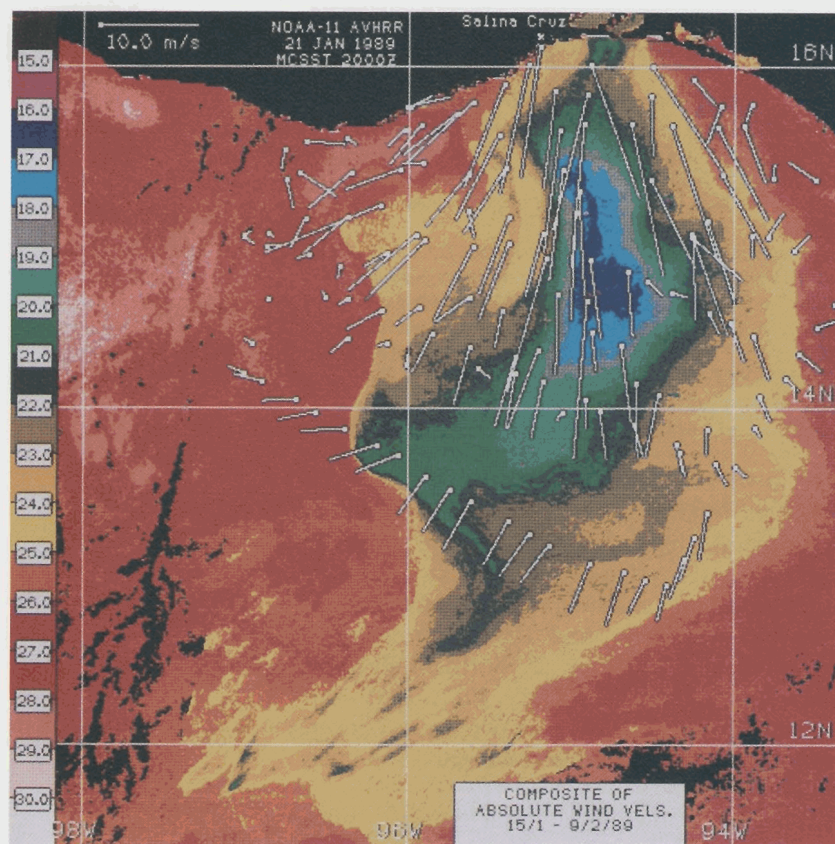 10.0 m/s
NOAA-11 AVHRR
21 JAN 1989
MCSST 2000Z
Salina Cruz
16N
15.0
16.0
17.0
18.0
19.0
20.0
21.0
14N
22.0
23.0
24.0
25.0
26.0
27.0
28.0
12N
29.0
30.0
COMPOSITE OF
ABSOLUTE WIND VELS.
15/1 - 9/2/89
98W
96W
94W